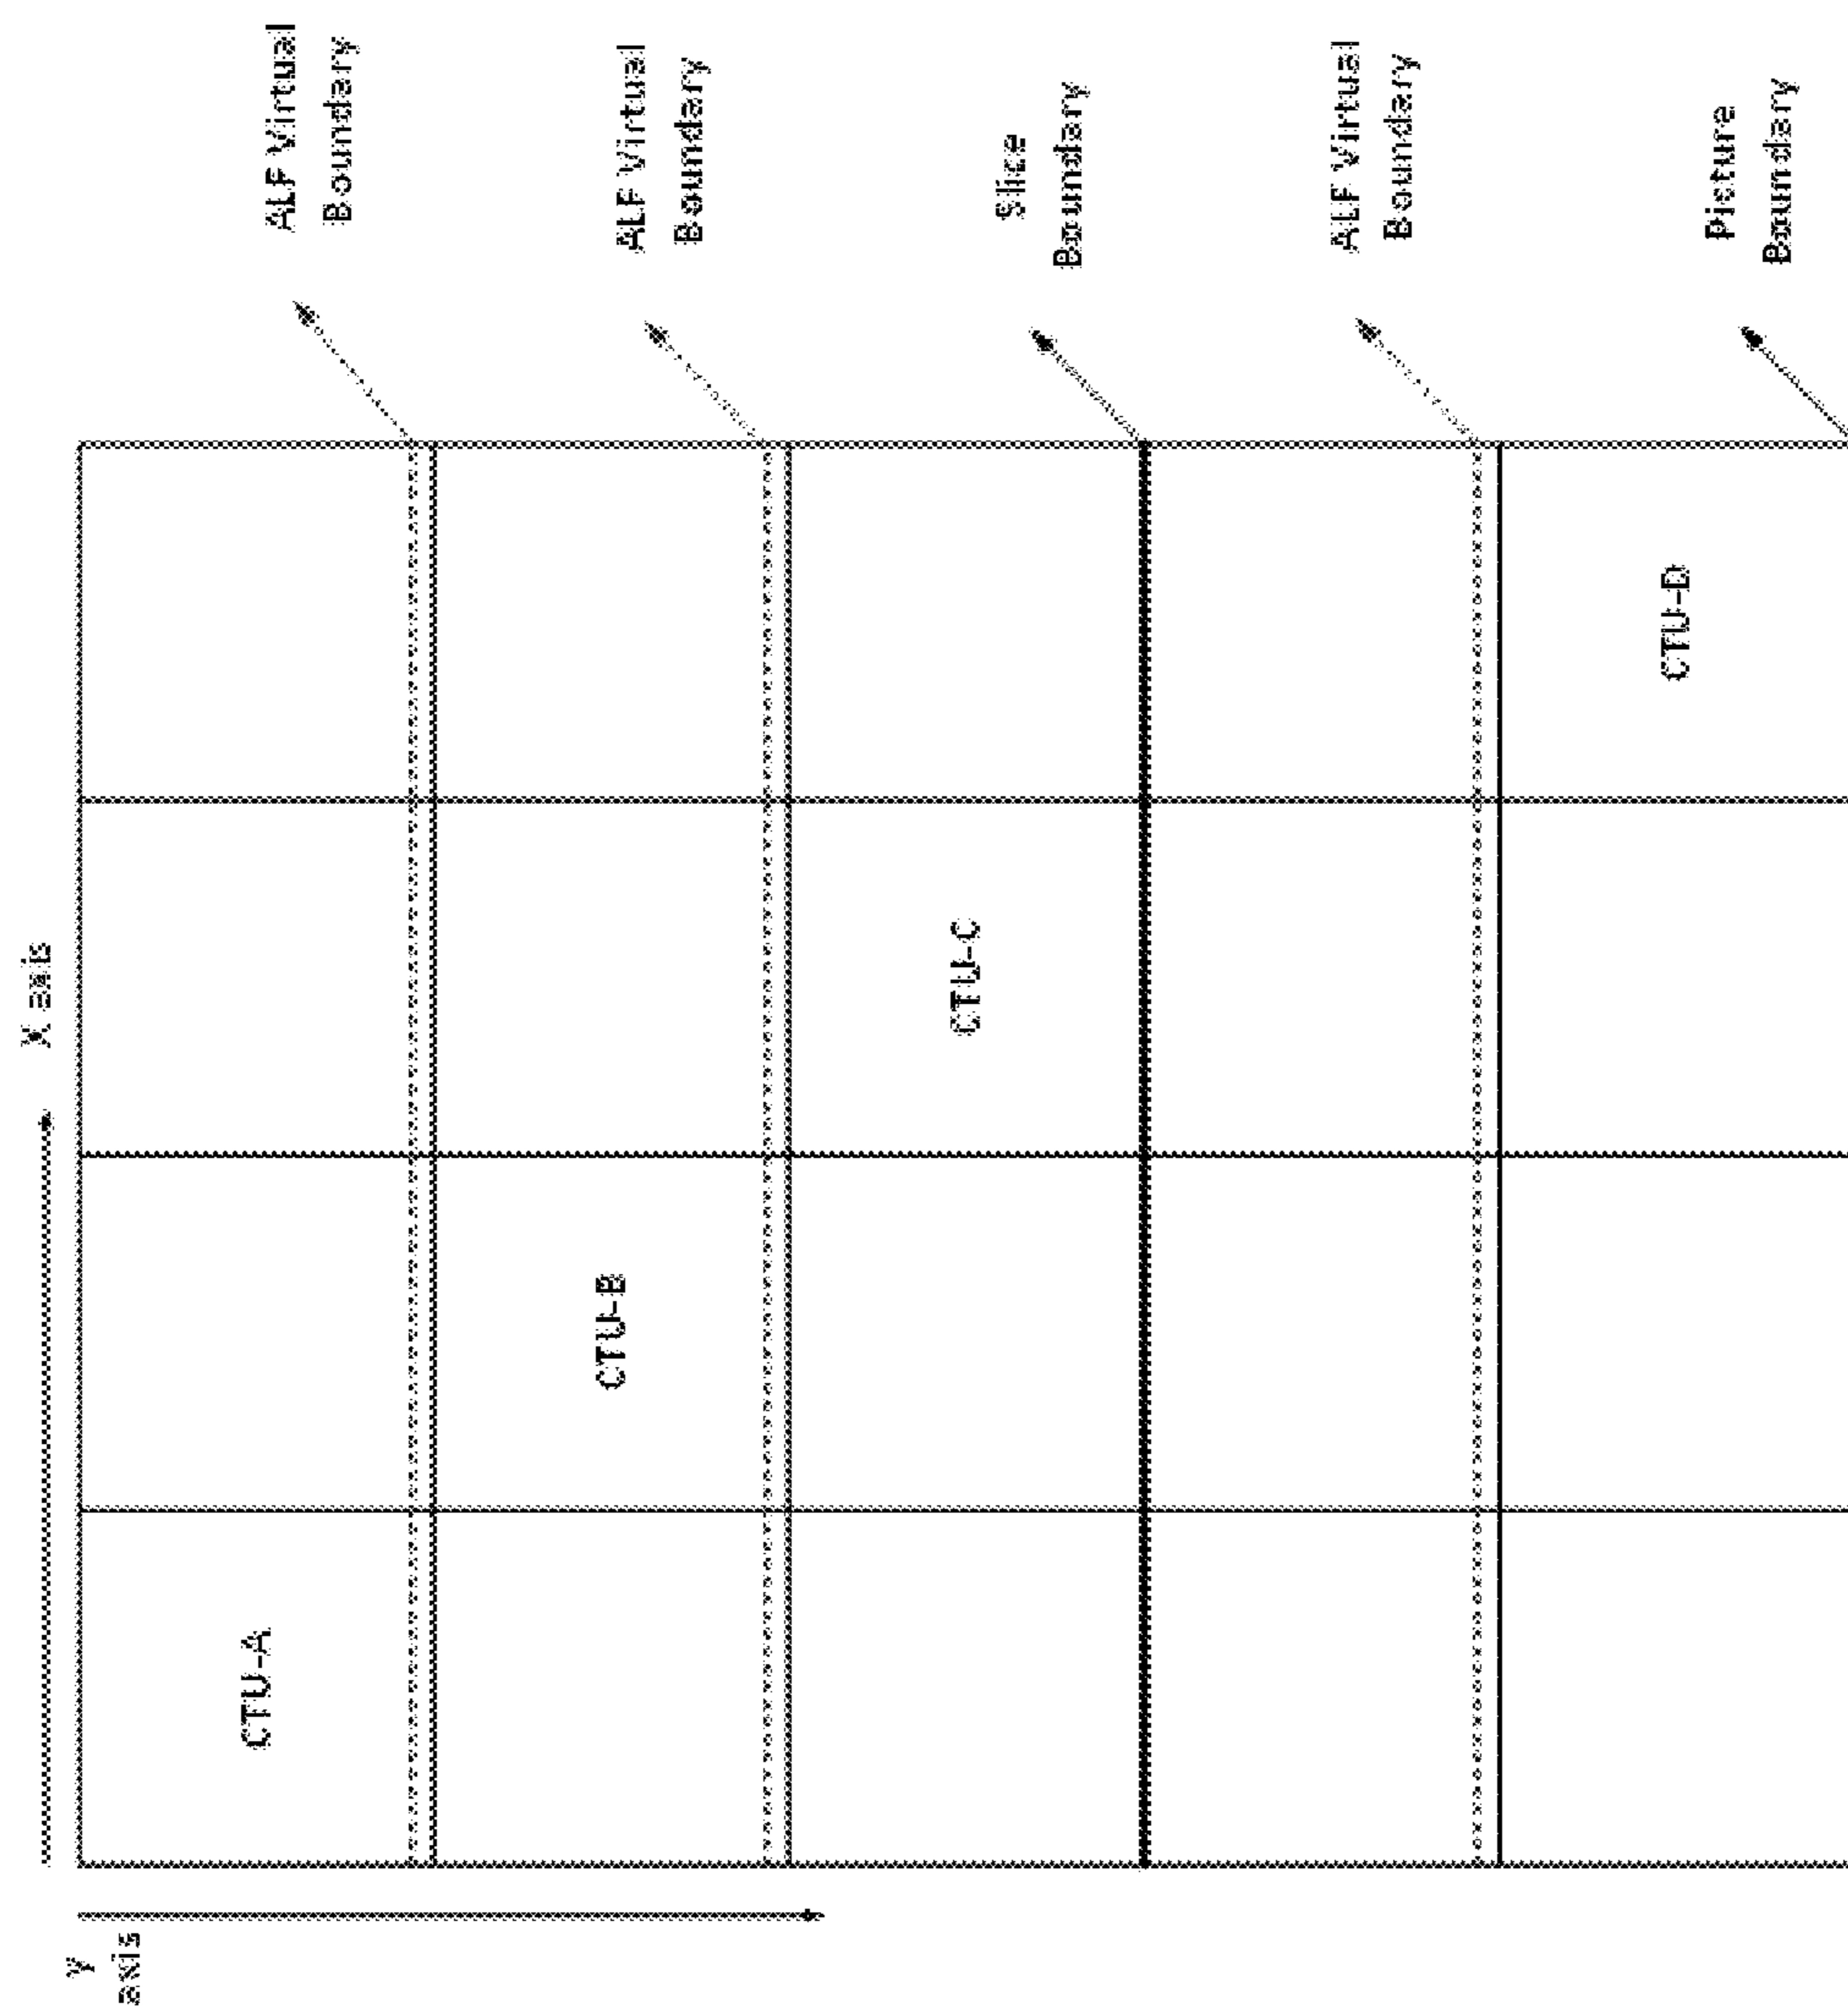 X axis
Y
axis
CTU-A
ALF Virtual
Boundary
CTU-B
ALF Virtual
Boundary
CTU-C
Slice
Boundary
ALF Virtual
Boundary
CTU-D
Picture
Boundary